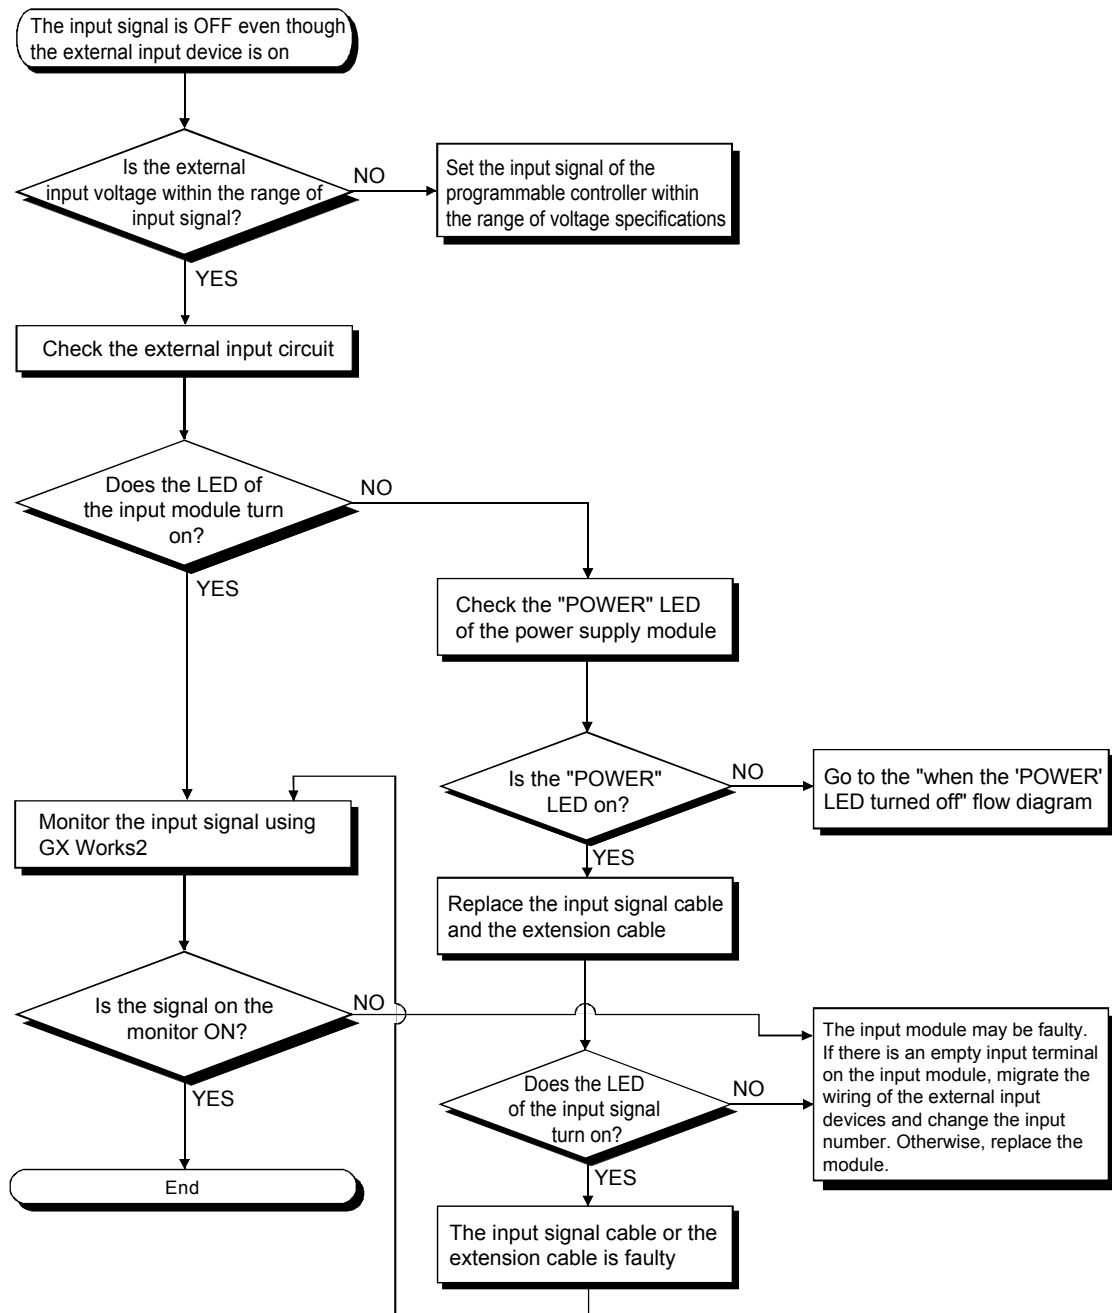 The input signal is OFF even though
the external input device is on
Is the external
input voltage within the range of
input signal?
NO
Set the input signal of the
programmable controller within
the range of voltage specifications
YES
Check the external input circuit
Does the LED of
the input module turn
on?
NO
YES
Check the "POWER" LED
of the power supply module
Is the "POWER"
LED on?
NO
Go to the "when the 'POWER'
LED turned off" flow diagram
YES
Monitor the input signal using
GX Works2
Replace the input signal cable
and the extension cable
Is the signal on the
monitor ON?
NO
The input module may be faulty.
If there is an empty input terminal
on the input module, migrate the
wiring of the external input
devices and change the input
number. Otherwise, replace the
module.
Does the LED
of the input signal
turn on?
NO
YES
YES
End
The input signal cable or the
extension cable is faulty